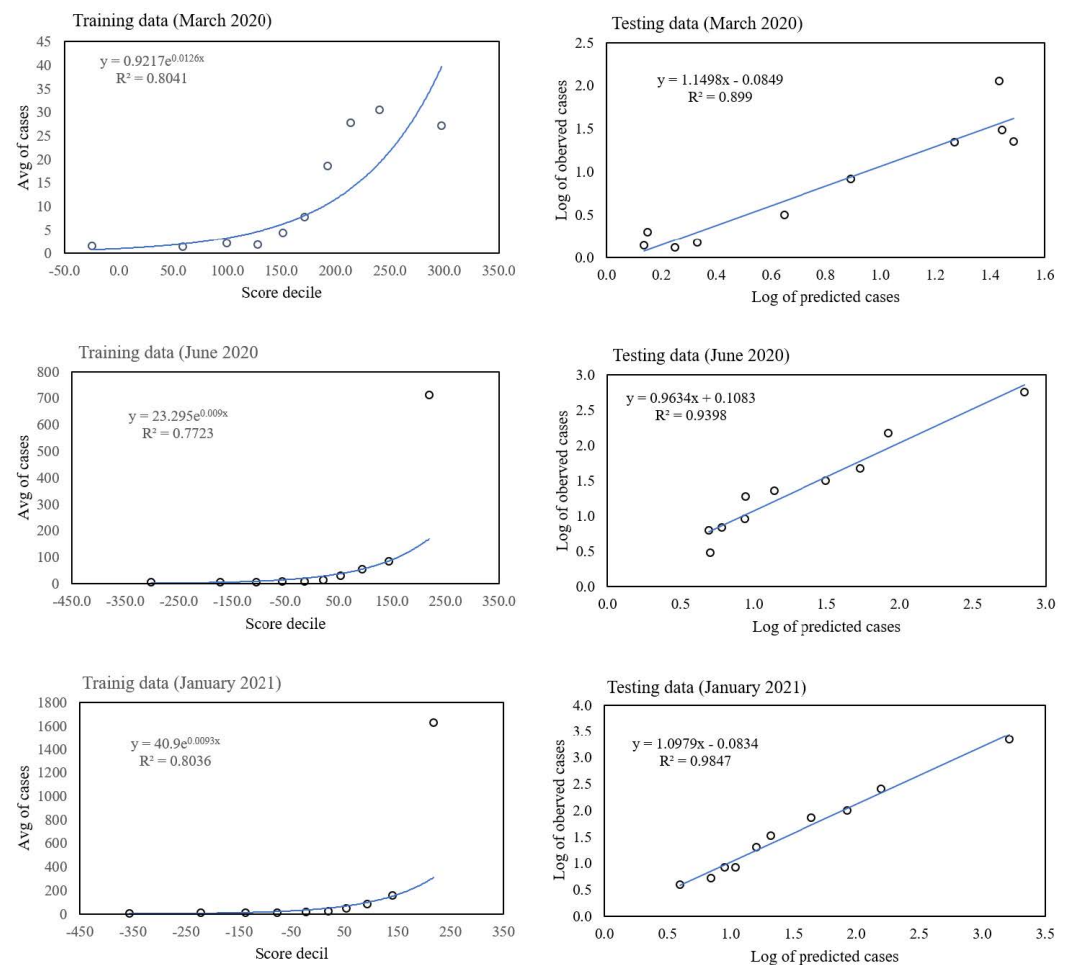 Training data (March 2020)
45
40
35
30
25
20
15
10
5
0
Avg of cases
y = 0.9217e^0.0126x
R² = 0.8041
-50.0 0.0 50.0 100.0 150.0 200.0 250.0 300.0 350.0
Score decile
Testing data (March 2020)
2.5
2.0
1.5
1.0
0.5
0.0
Log of oberved cases
y = 1.1498x - 0.0849
R² = 0.899
0.0 0.2 0.4 0.6 0.8 1.0 1.2 1.4 1.6
Log of predicted cases
Training data (June 2020
800
700
600
500
400
300
200
100
0
Avg of cases
y = 23.295e^0.009x
R² = 0.7723
-450.0 -350.0 -250.0 -150.0 -50.0 50.0 150.0 250.0 350.0
Score decile
Testing data (June 2020)
3.0
2.5
2.0
1.5
1.0
0.5
0.0
Log of oberved cases
y = 0.9634x + 0.1083
R² = 0.9398
0.0 0.5 1.0 1.5 2.0 2.5 3.0
Log of predicted cases
Trainig data (January 2021)
1800
1600
1400
1200
1000
800
600
400
200
0
Avg of cases
y = 40.9e^0.0093x
R² = 0.8036
-450 -350 -250 -150 -50 50 150 250 350
Score decil
Testing data (January 2021)
4.0
3.5
3.0
2.5
2.0
1.5
1.0
0.5
0.0
Log of oberved cases
y = 1.0979x - 0.0834
R² = 0.9847
0.0 0.5 1.0 1.5 2.0 2.5 3.0 3.5
Log of predicted cases